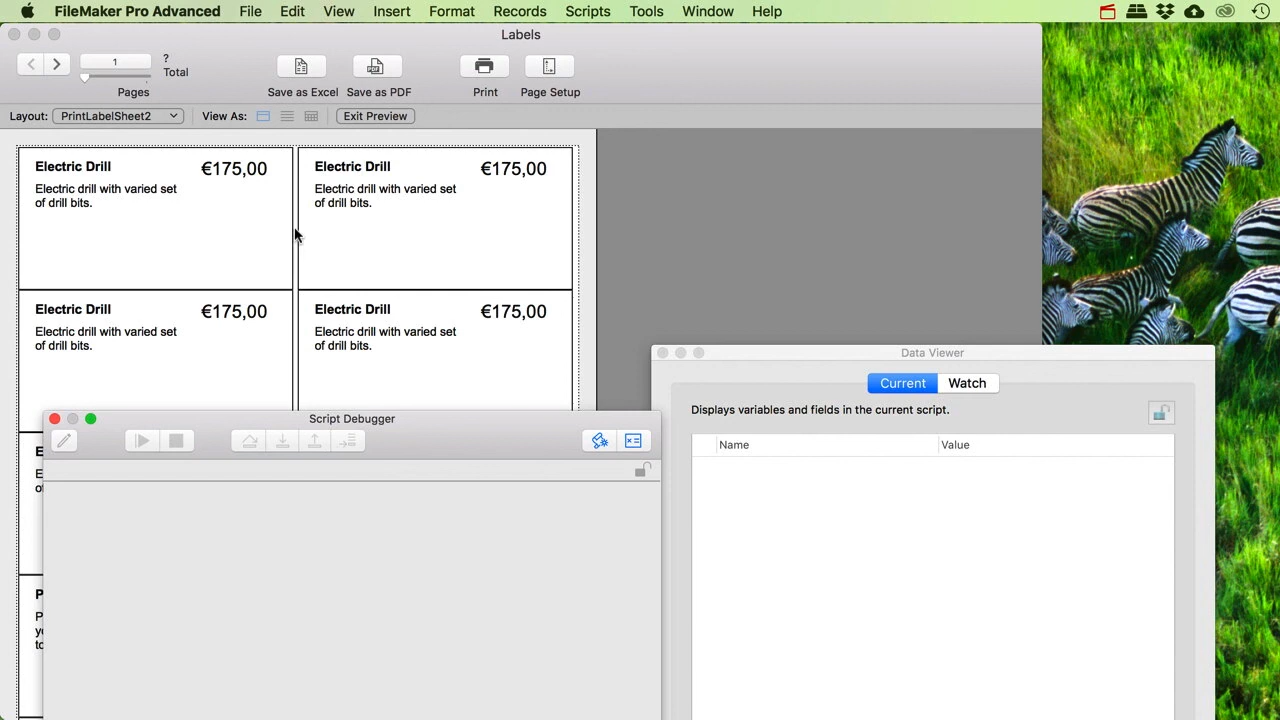 FileMaker Pro Advanced File Edit View Insert Format Records Scripts Tools Window Help
Labels
1
?
Total
Pages
Save as Excel Save as PDF Print Page Setup
Layout: PrintLabelSheet2 View As: Exit Preview
Electric Drill €175,00
Electric drill with varied set
of drill bits.
Electric Drill €175,00
Electric drill with varied set
of drill bits.
Electric Drill €175,00
Electric drill with varied set
of drill bits.
Electric Drill €175,00
Electric drill with varied set
of drill bits.
E
E
of
P
P
yo
to
Script Debugger
Data Viewer
Current Watch
Displays variables and fields in the current script.
Name Value